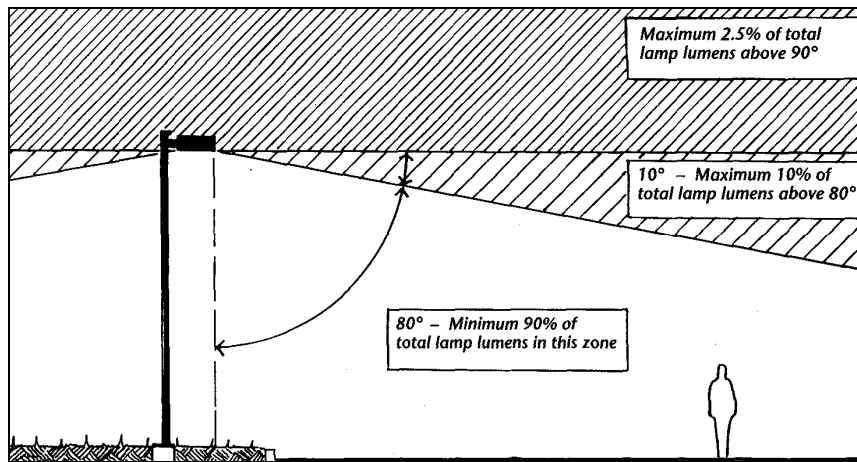 Maximum 2.5% of total
lamp lumens above 90°
10° – Maximum 10% of
total lamp lumens above 80°
80° – Minimum 90% of
total lamp lumens in this zone